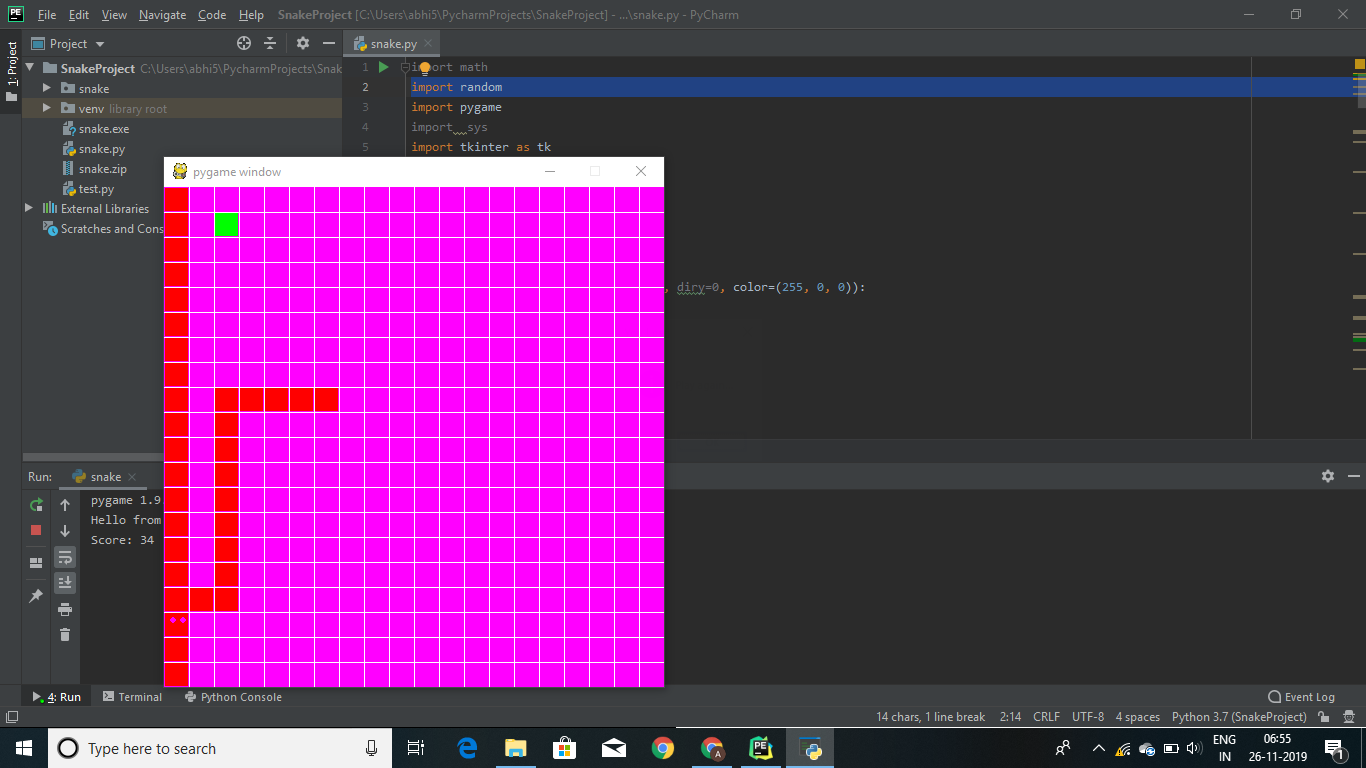 PE File Edit View Navigate Code Help SnakeProject [C:\Users\abhi5\PycharmProjects\SnakeProject] - ...\snake.py - PyCharm
Project
snake.py
1: Project
SnakeProject C:\Users\abhi5\PycharmProjects\Snak
snake
venv library root
snake.exe
snake.py
snake.zip
test.py
External Libraries
Scratches and Cons
1 import math
2 import random
3 import pygame
4 import sys
5 import tkinter as tk
, diry=0, color=(255, 0, 0)):
pygame window
Run: snake
pygame 1.9
Hello from
Score: 34
4: Run Terminal Python Console Event Log
14 chars, 1 line break 2:14 CRLF UTF-8 4 spaces Python 3.7 (SnakeProject)
Type here to search
A
PE
ENG
IN
06:55
26-11-2019
1